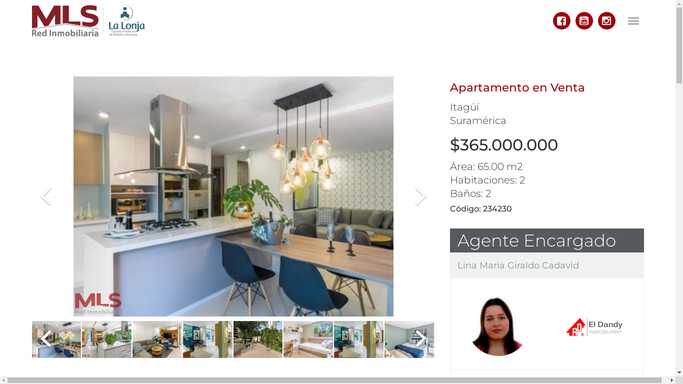 MLS
Red Inmobiliaria
La Lonja
Apartamento en Venta
Itagüí
Suramérica
$365.000.000
Área: 65.00 m2
Habitaciones: 2
Baños: 2
Código: 234230
MLS
Red Inmobiliaria
Agente Encargado
Lina Maria Giraldo Cadavid
El Dandy